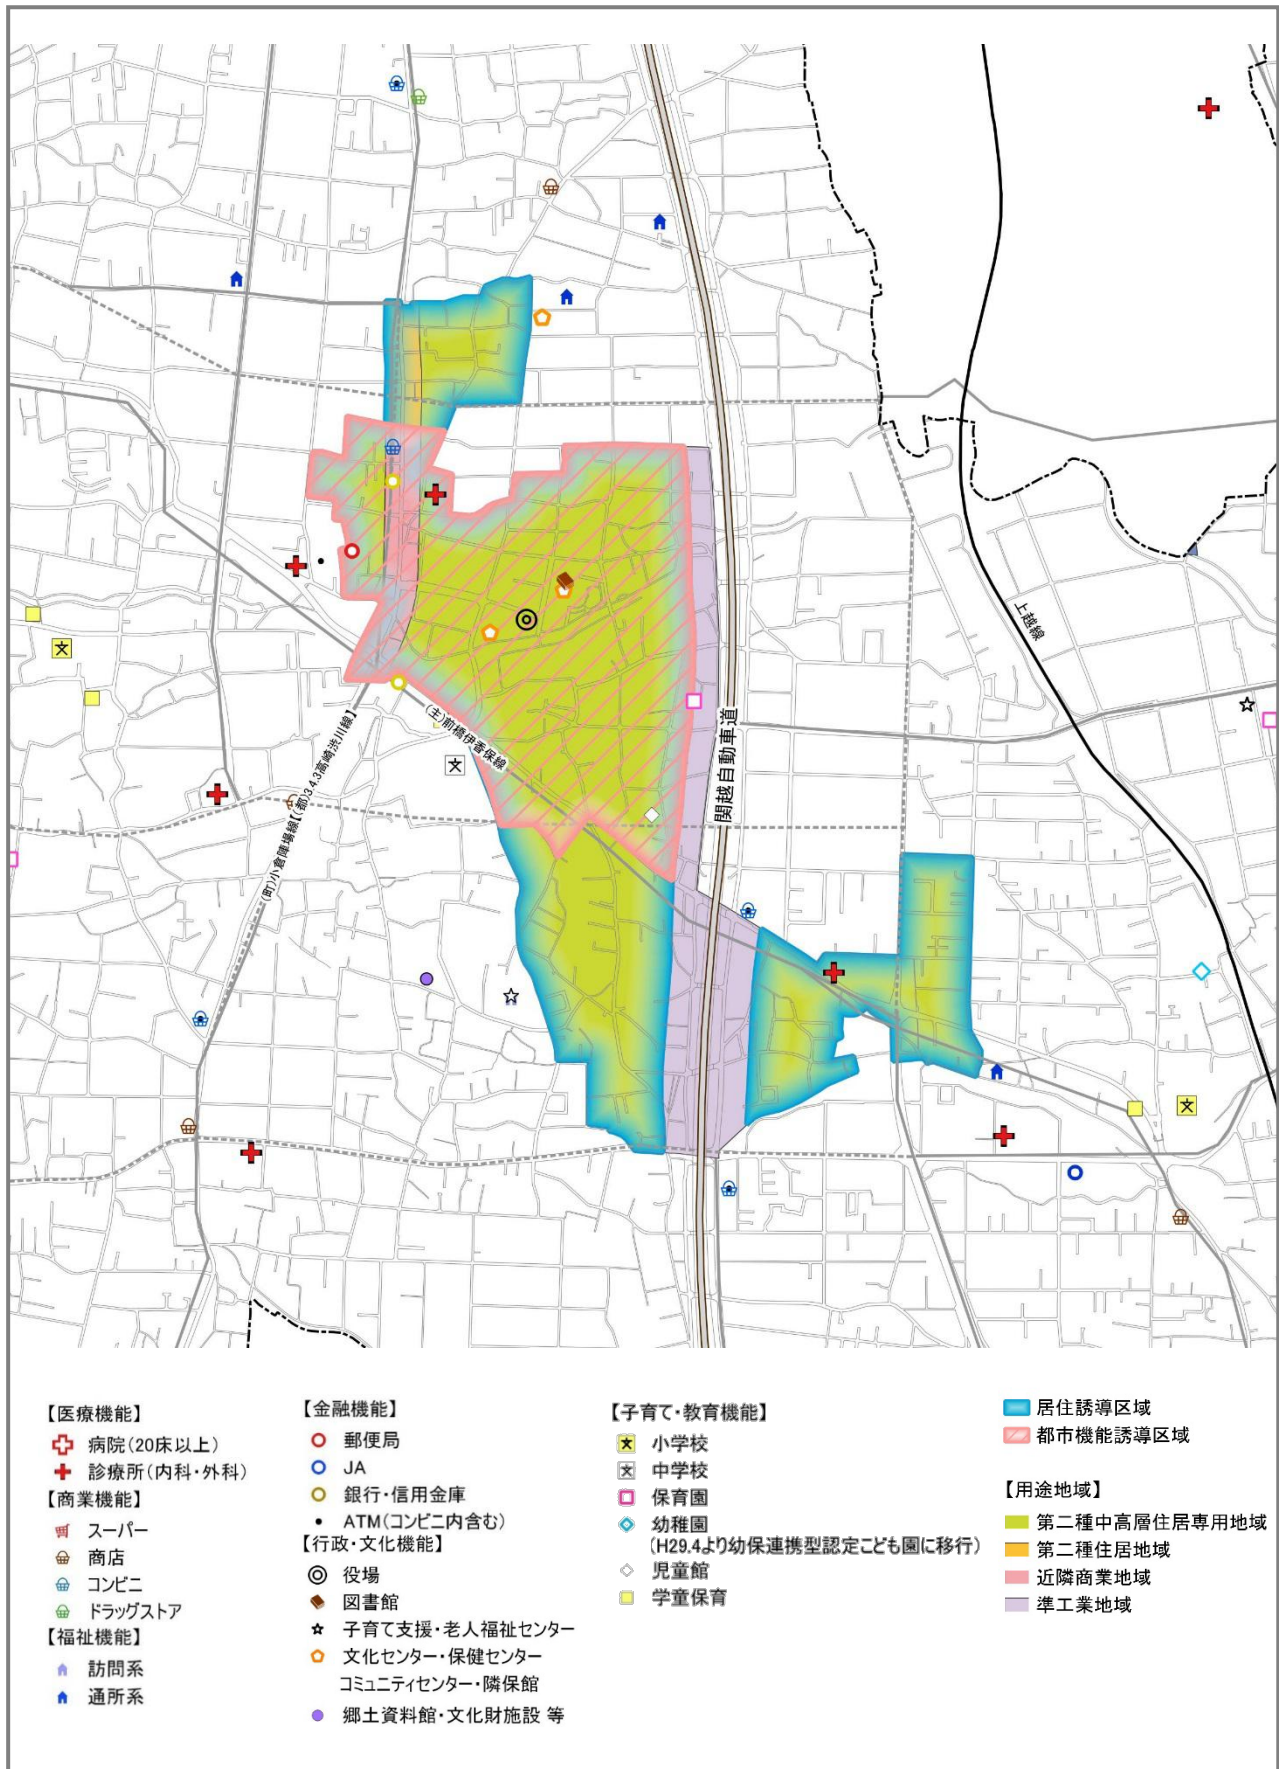 上越線
関越自動車道
(主)前橋伊香保線
(町)小倉陣場線【(都)3.4.3高崎渋川線】
【医療機能】
病院(20床以上)
診療所(内科・外科)
【商業機能】
スーパー
商店
コンビニ
ドラッグストア
【福祉機能】
訪問系
通所系
【金融機能】
郵便局
JA
銀行・信用金庫
ATM(コンビニ内含む)
【行政・文化機能】
役場
図書館
子育て支援・老人福祉センター
文化センター・保健センター
コミュニティセンター・隣保館
郷土資料館・文化財施設 等
【子育て・教育機能】
文 小学校
文 中学校
保育園
幼稚園
(H29.4より幼保連携型認定こども園に移行)
児童館
学童保育
居住誘導区域
都市機能誘導区域
【用途地域】
第二種中高層住居専用地域
第二種住居地域
近隣商業地域
準工業地域
文
文
文